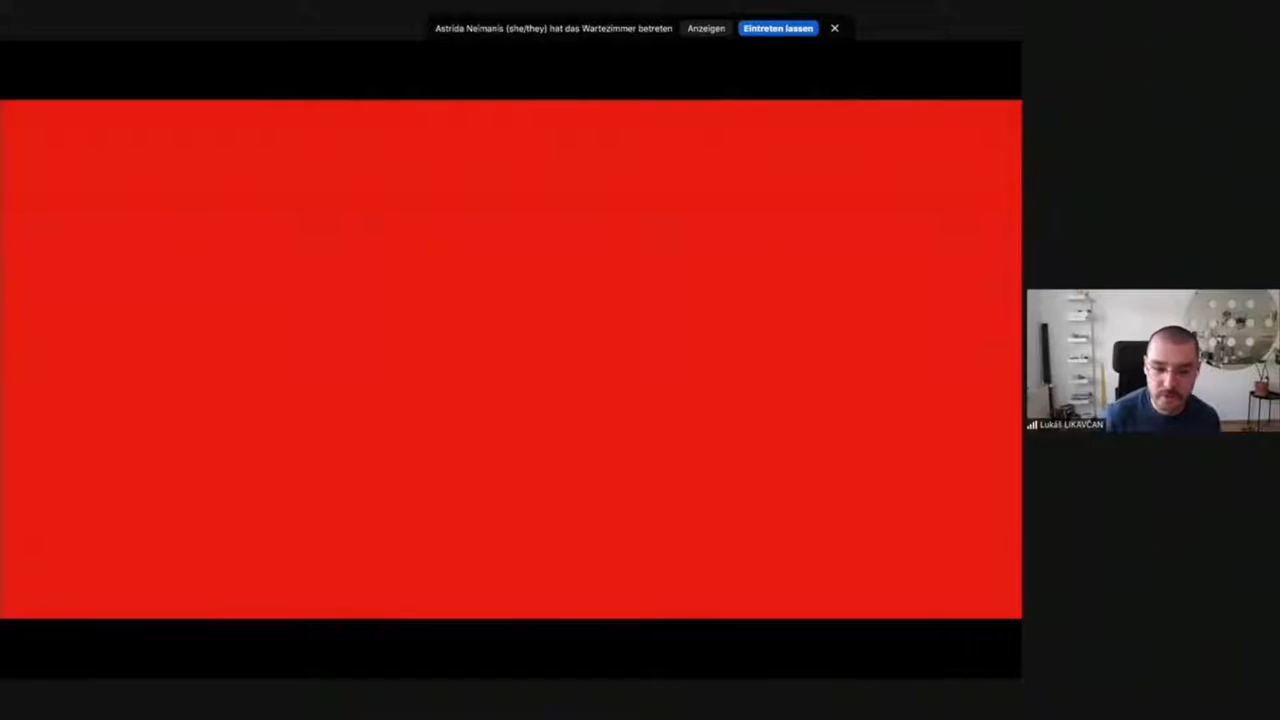 Astrida Neimanis (she/they) hat das Wartezimmer betreten Anzeigen Eintreten lassen
Lukáš LIKAVČAN